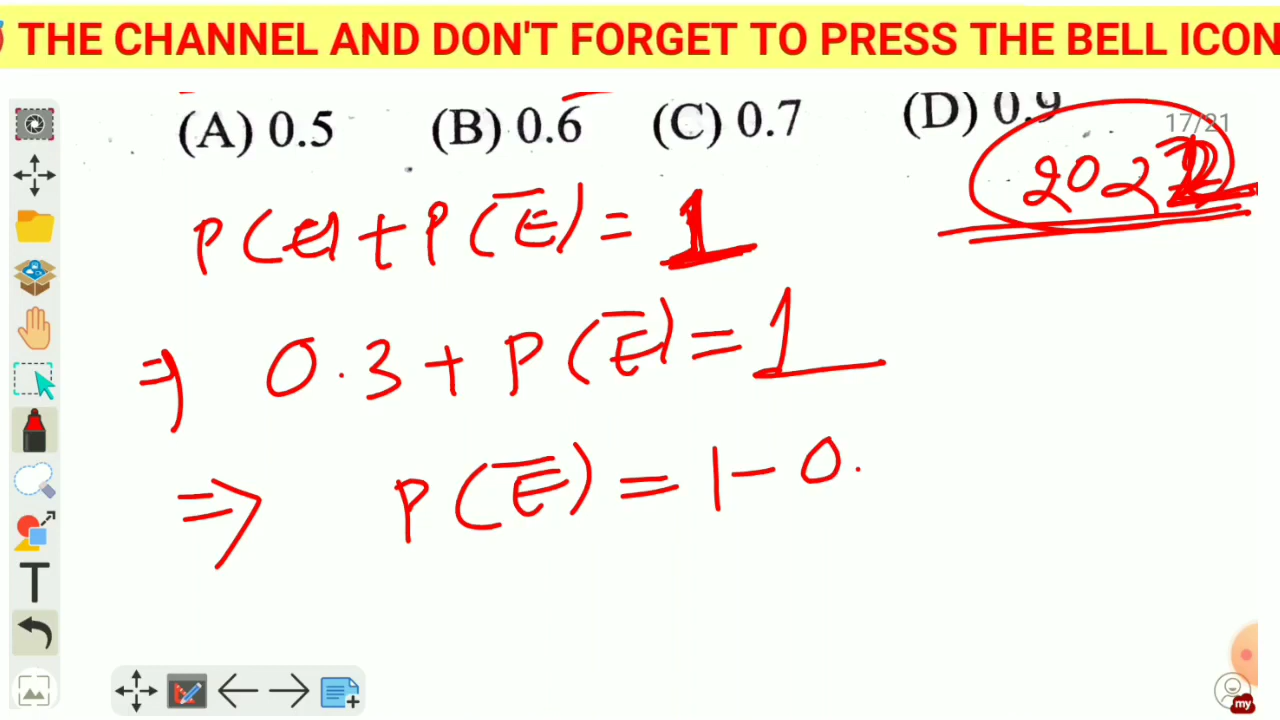 THE CHANNEL AND DON'T FORGET TO PRESS THE BELL ICON
(A) 0.5 (B) 0.6 (C) 0.7 (D) 0.9
17/21
2022
P(E) + P(E̅) = 1
⇒ 0.3 + P(E̅) = 1
⇒ P(E̅) = 1 - 0.
T
my